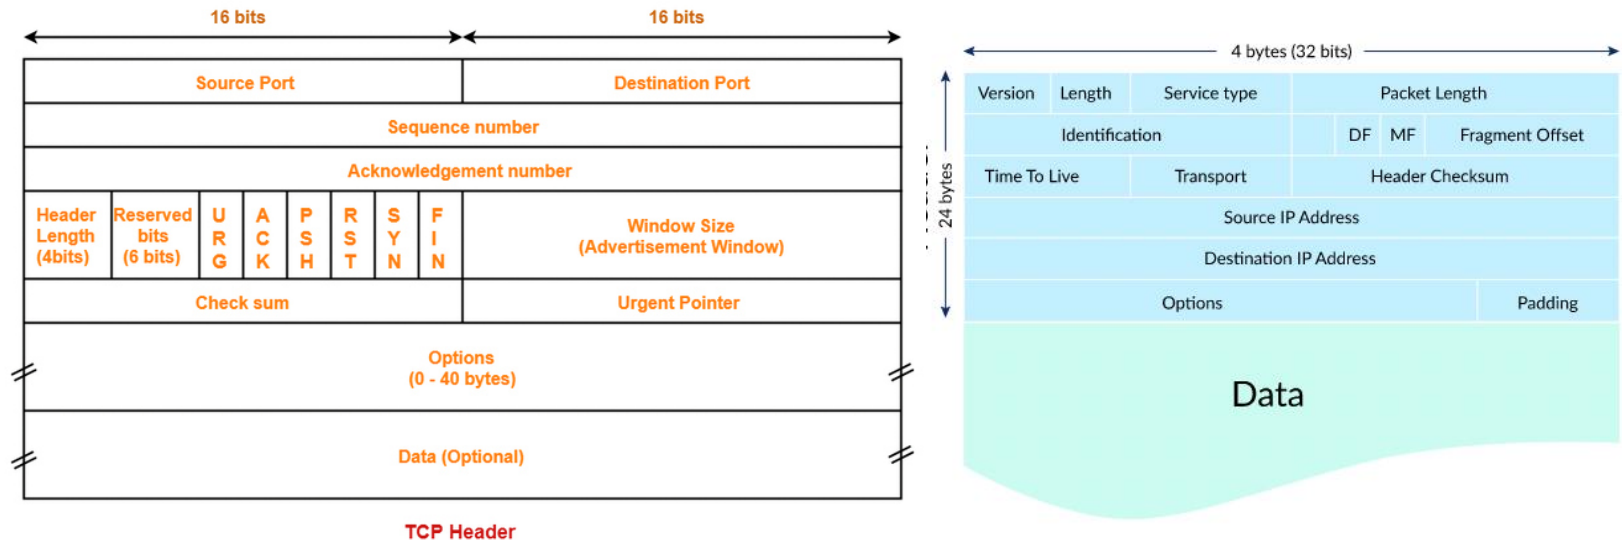 16 bits
16 bits
Source Port
Destination Port
Sequence number
Acknowledgement number
Header
Length
(4bits)
Reserved
bits
(6 bits)
U
R
G
A
C
K
P
S
H
R
S
T
S
Y
N
F
I
N
Window Size
(Advertisement Window)
Check sum
Urgent Pointer
Options
(0 - 40 bytes)
Data (Optional)
TCP Header
4 bytes (32 bits)
24 bytes
Version
Length
Service type
Packet Length
Identification
DF
MF
Fragment Offset
Time To Live
Transport
Header Checksum
Source IP Address
Destination IP Address
Options
Padding
Data